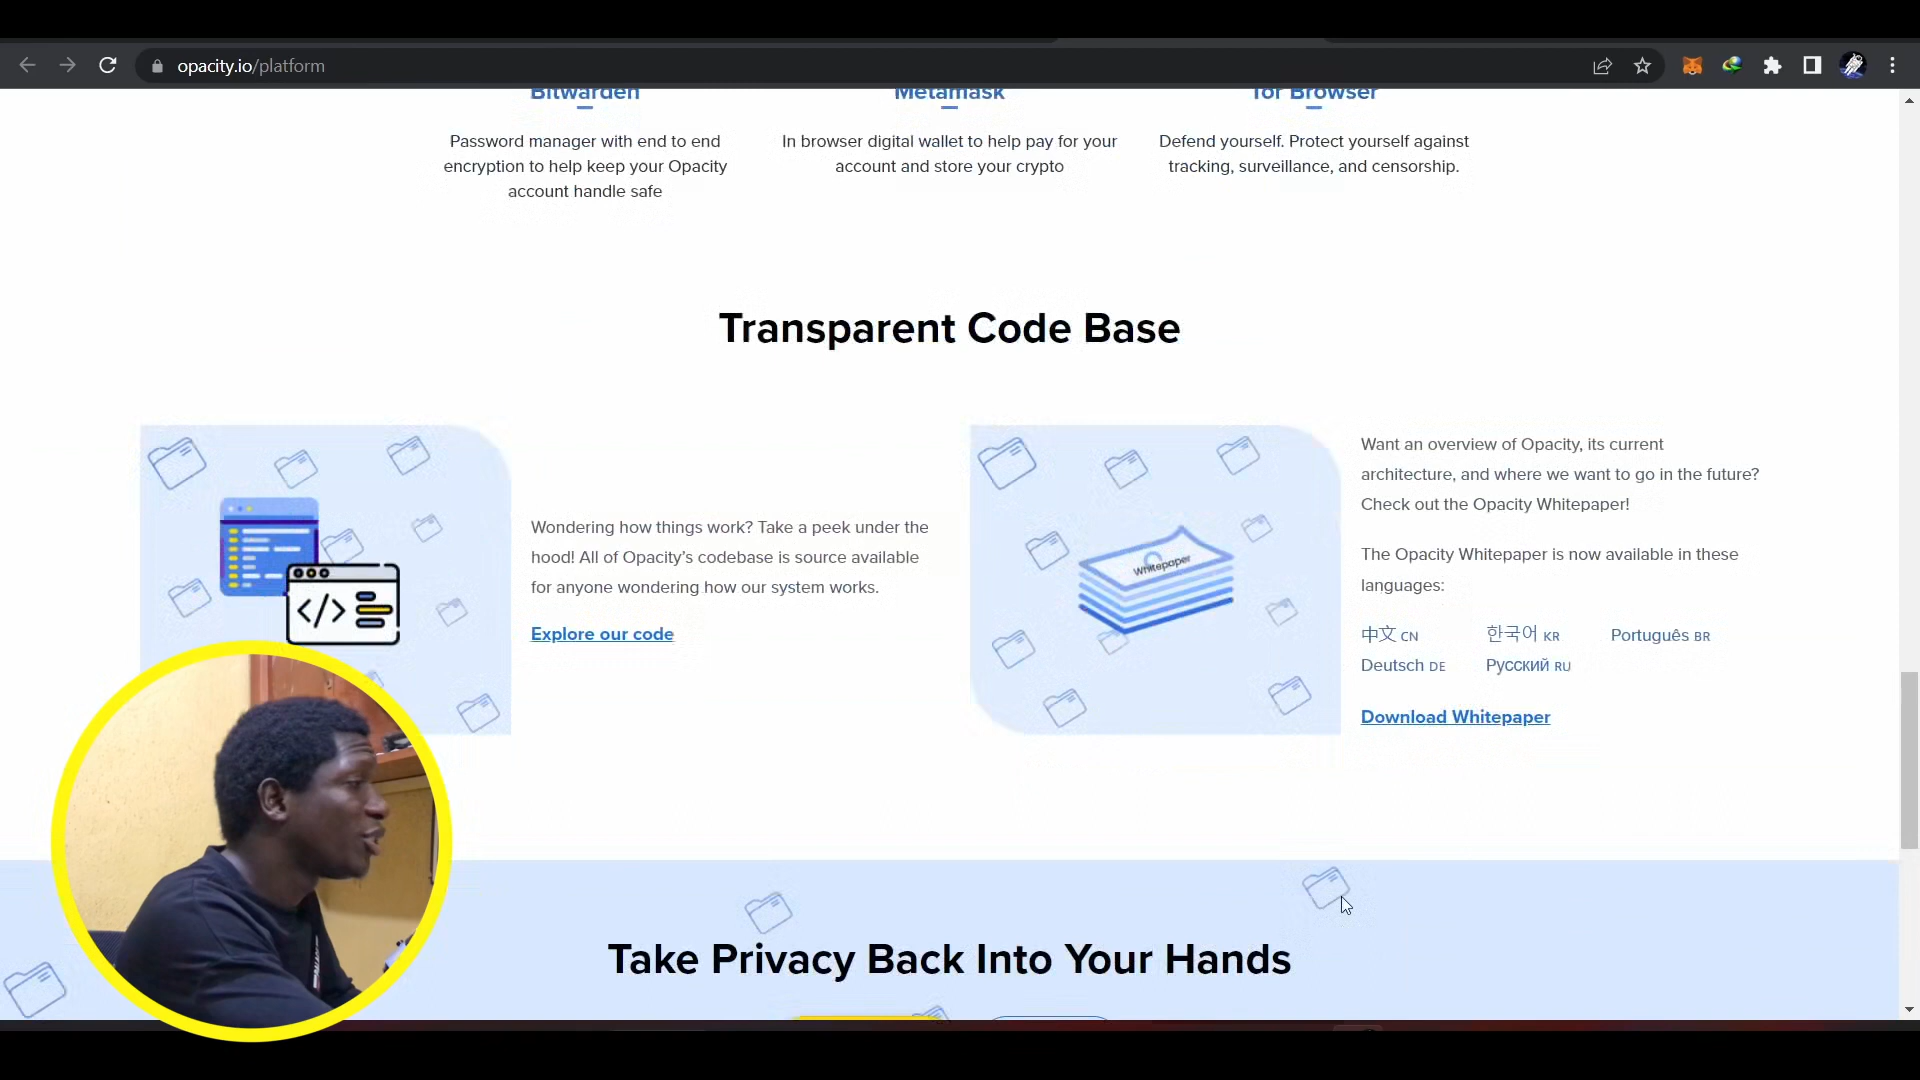 opacity.io/platform
Bitwarden
Metamask
Tor Browser
Password manager with end to end
encryption to help keep your Opacity
account handle safe
In browser digital wallet to help pay for your
account and store your crypto
Defend yourself. Protect yourself against
tracking, surveillance, and censorship.
Transparent Code Base
Wondering how things work? Take a peek under the
hood! All of Opacity's codebase is source available
for anyone wondering how our system works.
Explore our code
Whitepaper
Want an overview of Opacity, its current
architecture, and where we want to go in the future?
Check out the Opacity Whitepaper!
The Opacity Whitepaper is now available in these
languages:
中文 CN 한국어 KR Português BR
Deutsch DE Русский RU
Download Whitepaper
Take Privacy Back Into Your Hands